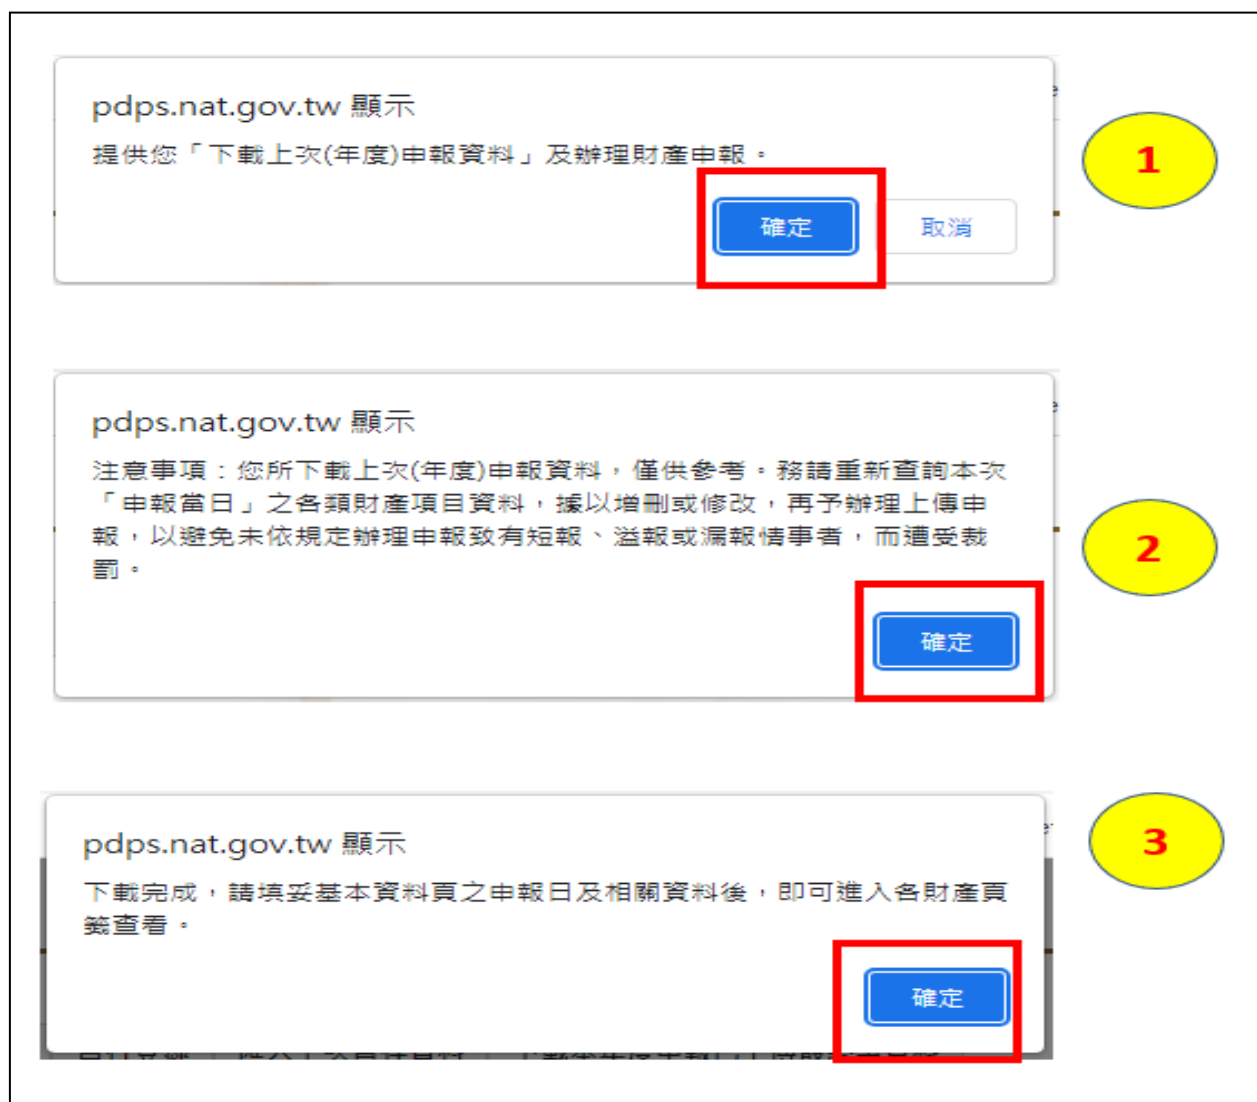 pdps.nat.gov.tw 顯示
提供您「下載上次(年度)申報資料」及辦理財產申報。
確定
取消
1
pdps.nat.gov.tw 顯示
注意事項：您所下載上次(年度)申報資料，僅供參考。務請重新查詢本次
「申報當日」之各類財產項目資料，據以增刪或修改，再予辦理上傳申
報，以避免未依規定辦理申報致有短報、溢報或漏報情事者，而遭受裁
罰。
確定
2
pdps.nat.gov.tw 顯示
下載完成，請填妥基本資料頁之申報日及相關資料後，即可進入各財產頁
籤查看。
確定
3